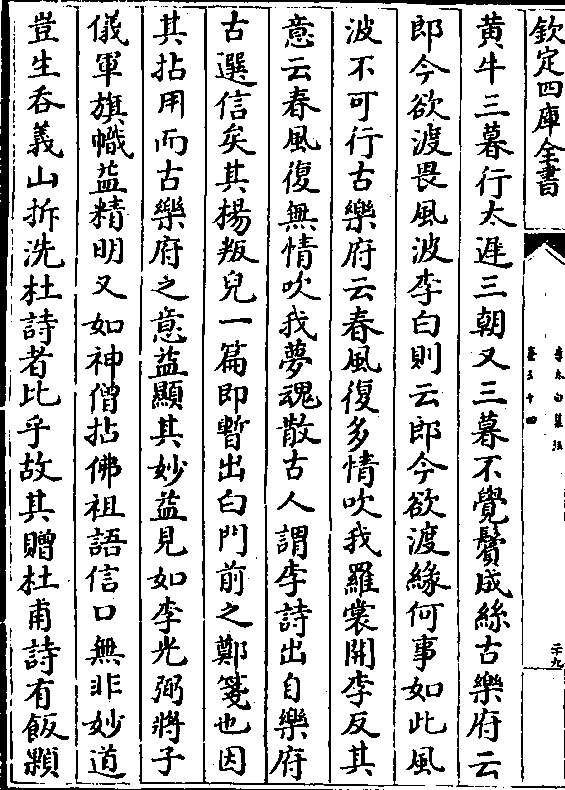 欽定四庫全書
李太白集注
卷三十四
二十九
黄牛三暮行太遲三朝又三暮不覺鬢成絲古樂府云
郎今欲渡畏風波李白則云郎今欲渡緣何事如此風
波不可行古樂府云春風復多情吹我羅裳開李反其
意云春風復無情吹我夢魂散古人謂李詩出自樂府
古選信矣其楊叛兒一篇即暫出白門前之鄭箋也因
其拈用而古樂府之意益顯其妙益見如李光弼將子
儀軍旗幟益精明又如神僧拈佛祖語信口無非妙道
豈生吞義山拆洗杜詩者比乎故其贈杜甫詩有飯顆